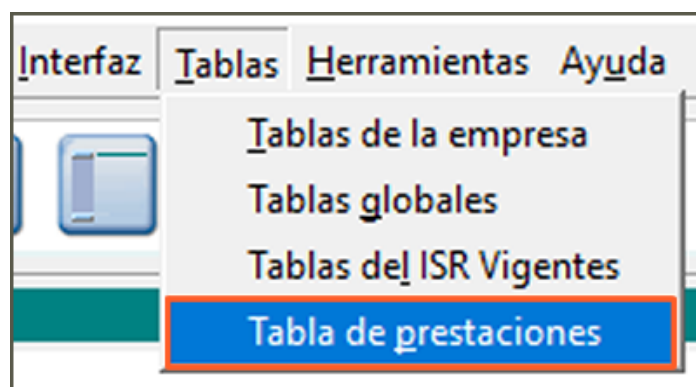 Interfaz Tablas Herramientas Ayuda
Tablas de la empresa
Tablas globales
Tablas del ISR Vigentes
Tabla de prestaciones